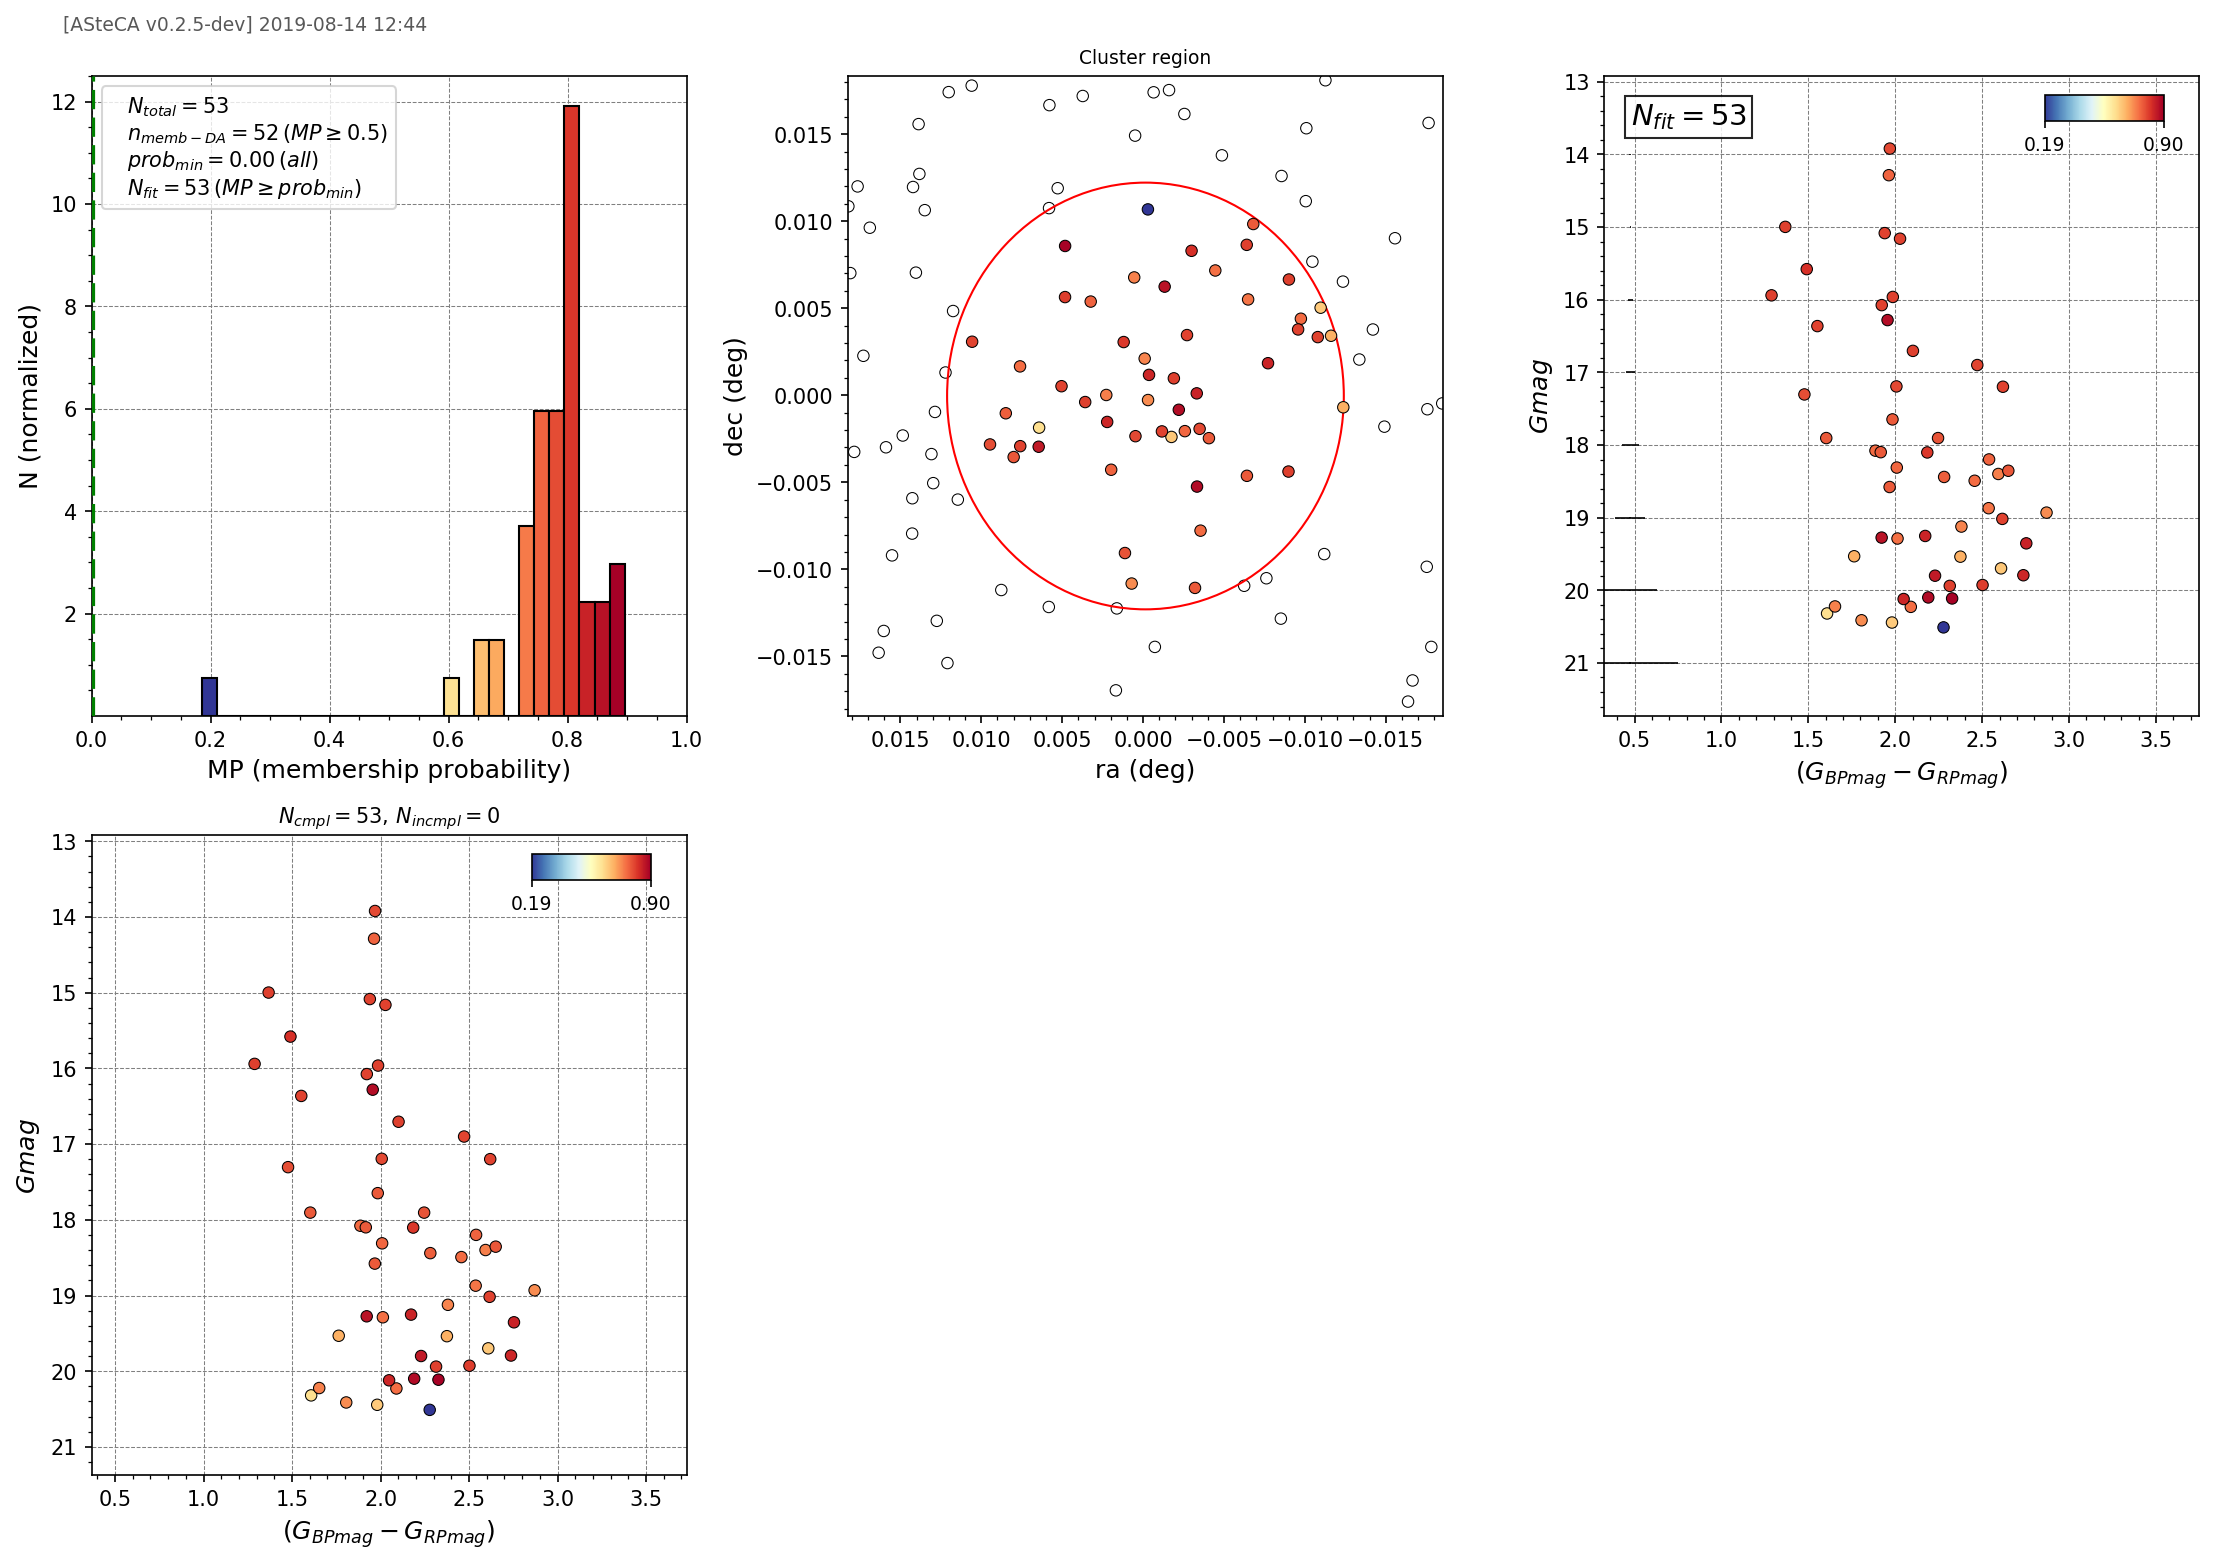 [ASteCA v0.2.5-dev] 2019-08-14 12:44
N_total = 53
n_memb-DA = 52 (MP ≥ 0.5)
prob_min = 0.00 (all)
N_fit = 53 (MP ≥ prob_min)
12
10
8
6
4
2
N (normalized)
0.0 0.2 0.4 0.6 0.8 1.0
MP (membership probability)
Cluster region
0.015
0.010
0.005
0.000
−0.005
−0.010
−0.015
dec (deg)
0.015 0.010 0.005 0.000 −0.005 −0.010 −0.015
ra (deg)
N_fit = 53
0.19 0.90
13
14
15
16
17
18
19
20
21
Gmag
0.5 1.0 1.5 2.0 2.5 3.0 3.5
(G_BPmag − G_RPmag)
N_cmpl = 53, N_incmpl = 0
0.19 0.90
13
14
15
16
17
18
19
20
21
Gmag
0.5 1.0 1.5 2.0 2.5 3.0 3.5
(G_BPmag − G_RPmag)